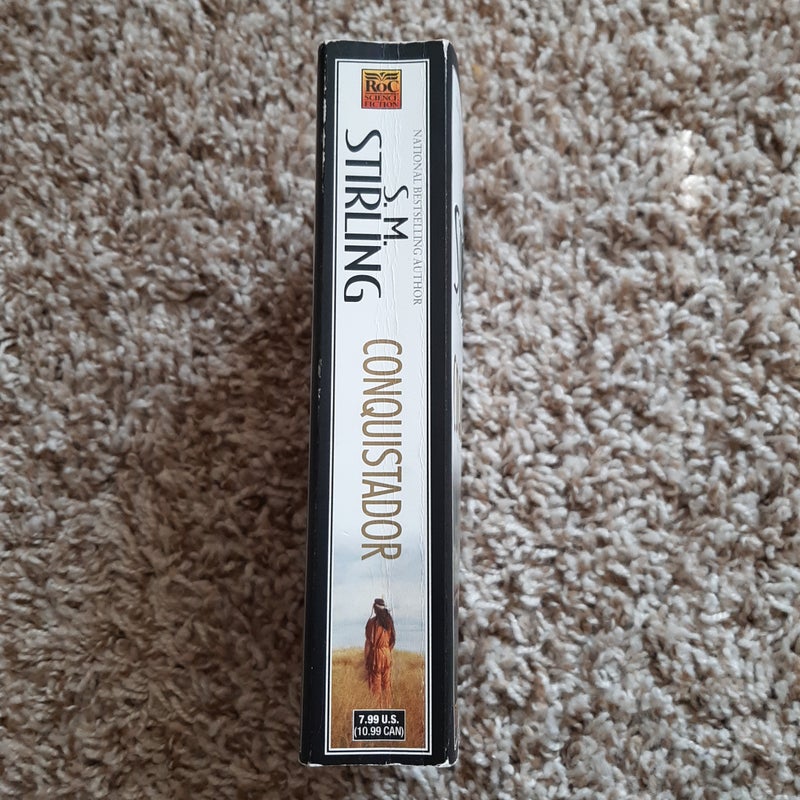 RoC
SCIENCE
FICTION
NATIONAL BESTSELLING AUTHOR
S. M.
STIRLING
CONQUISTADOR
7.99 U.S.
(10.99 CAN)